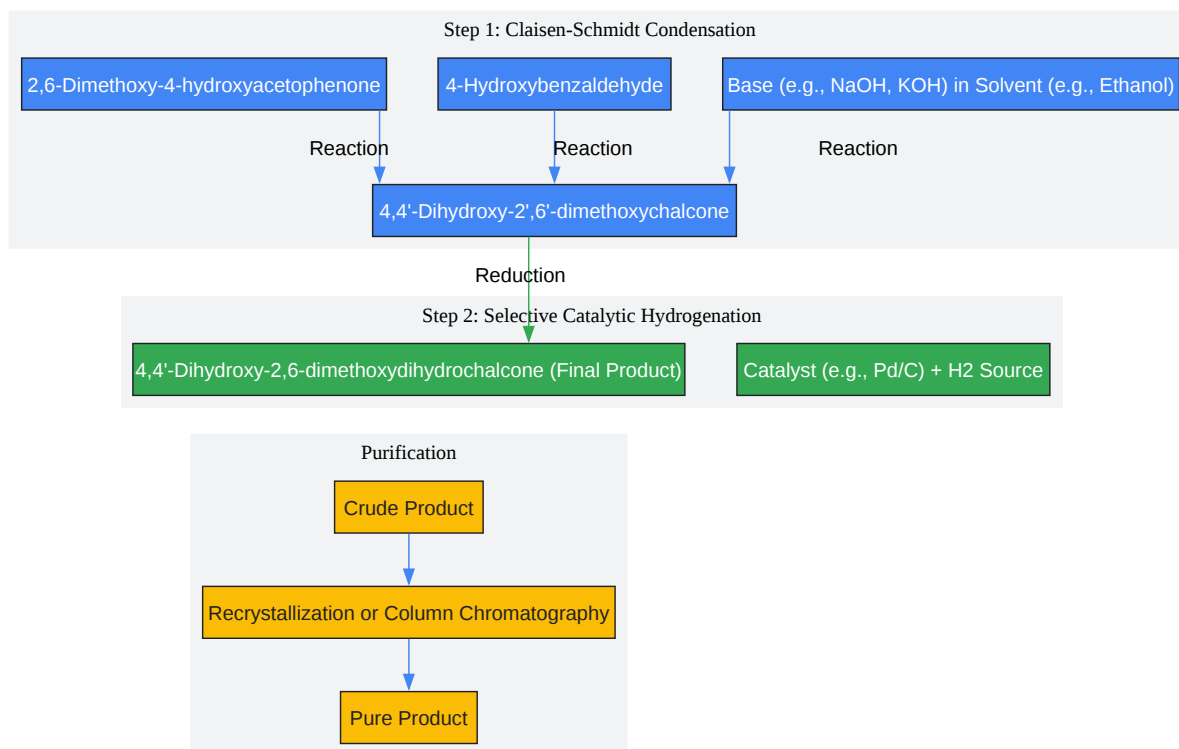 Step 1: Claisen-Schmidt Condensation
2,6-Dimethoxy-4-hydroxyacetophenone
4-Hydroxybenzaldehyde
Base (e.g., NaOH, KOH) in Solvent (e.g., Ethanol)
Reaction
Reaction
Reaction
4,4'-Dihydroxy-2',6'-dimethoxychalcone
Reduction
Step 2: Selective Catalytic Hydrogenation
4,4'-Dihydroxy-2,6-dimethoxydihydrochalcone (Final Product)
Catalyst (e.g., Pd/C) + H2 Source
Purification
Crude Product
Recrystallization or Column Chromatography
Pure Product